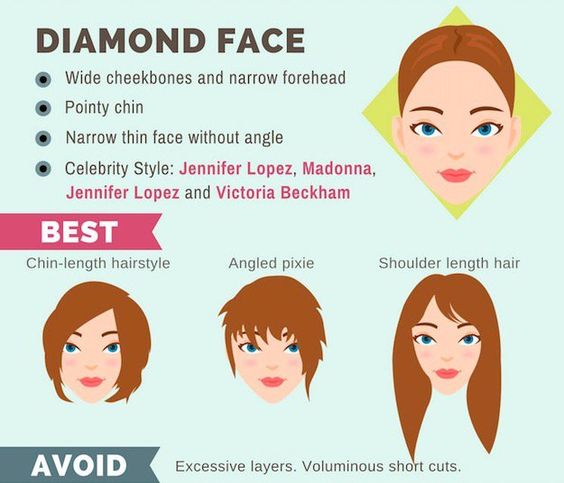 DIAMOND FACE
Wide cheekbones and narrow forehead
Pointy chin
Narrow thin face without angle
Celebrity Style: Jennifer Lopez, Madonna,
Jennifer Lopez and Victoria Beckham
BEST
Chin-length hairstyle
Angled pixie
Shoulder length hair
AVOID
Excessive layers. Voluminous short cuts.